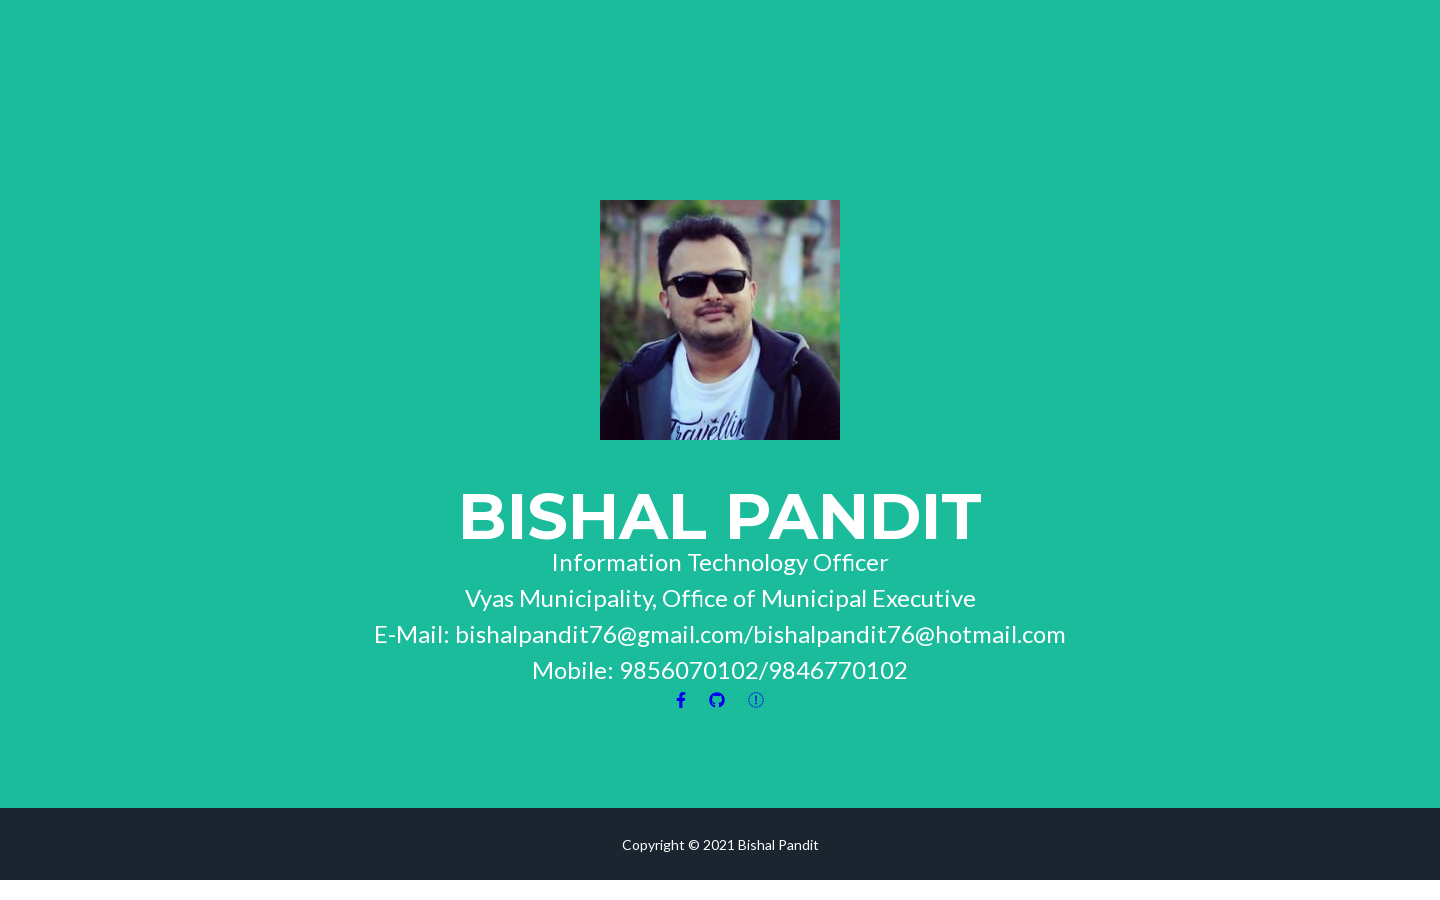 Travellin
BISHAL PANDIT
Information Technology Officer
Vyas Municipality, Office of Municipal Executive
E-Mail: bishalpandit76@gmail.com/bishalpandit76@hotmail.com
Mobile: 9856070102/9846770102
Copyright © 2021 Bishal Pandit